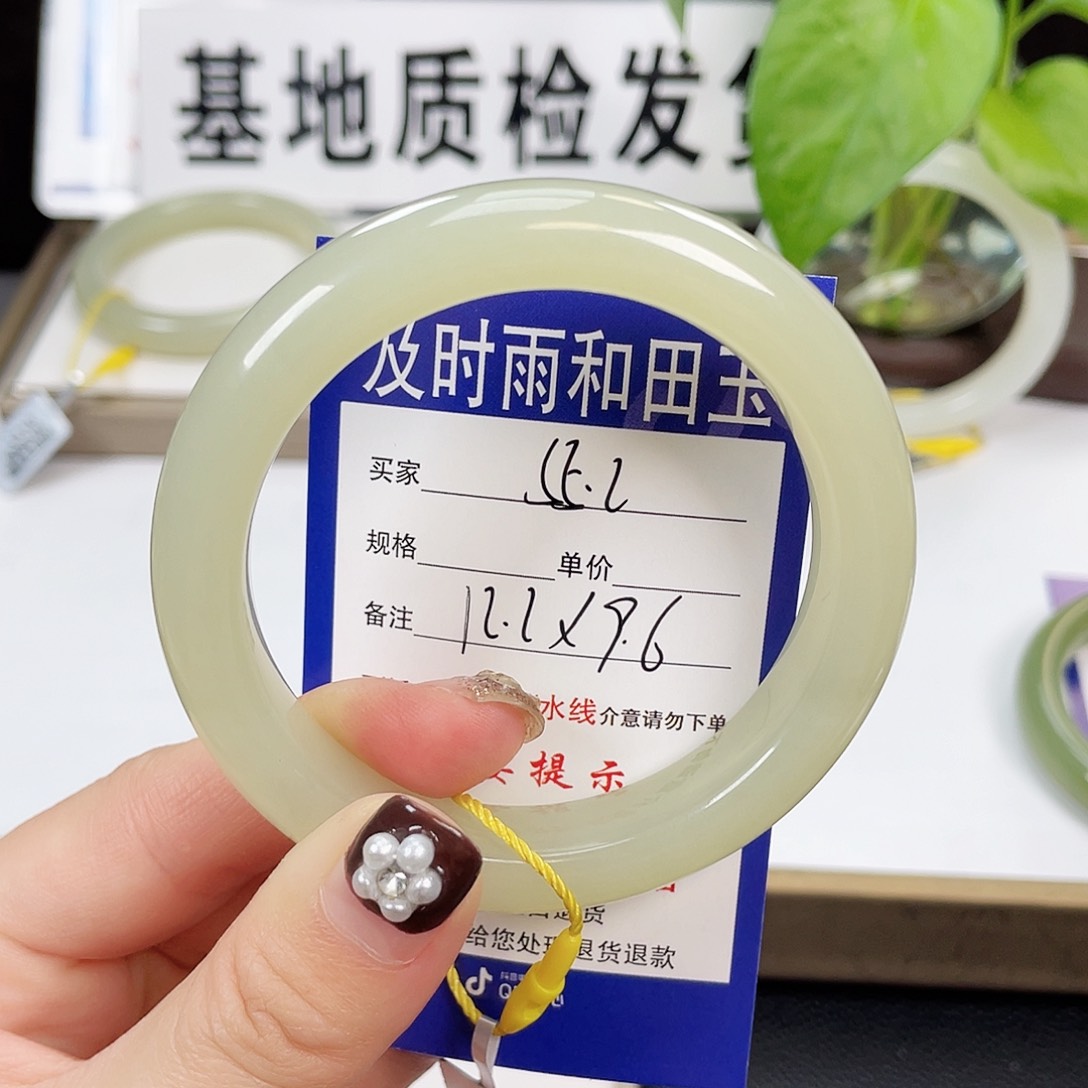 基地质检发货
及时雨和田玉
买家
规格 单价
备注 12.2×9.6
水线介意请勿下单
提示
退货
给您处理退货退款